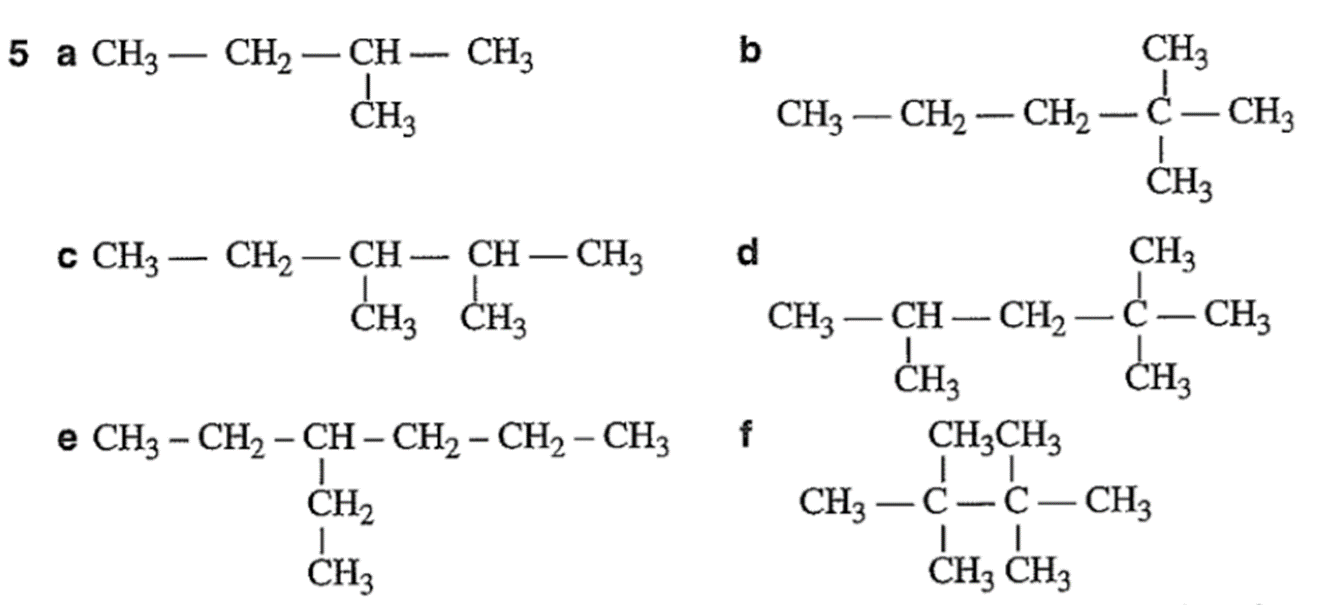 5 a CH₃ — CH₂ — CH — CH₃
CH₃
b
CH₃
CH₃ — CH₂ — CH₂ — C — CH₃
CH₃
c CH₃ — CH₂ — CH — CH — CH₃
CH₃ CH₃
d
CH₃
CH₃ — CH — CH₂ — C — CH₃
CH₃ CH₃
e CH₃ – CH₂ – CH – CH₂ – CH₂ – CH₃
CH₂
CH₃
f
CH₃CH₃
CH₃ — C — C — CH₃
CH₃ CH₃